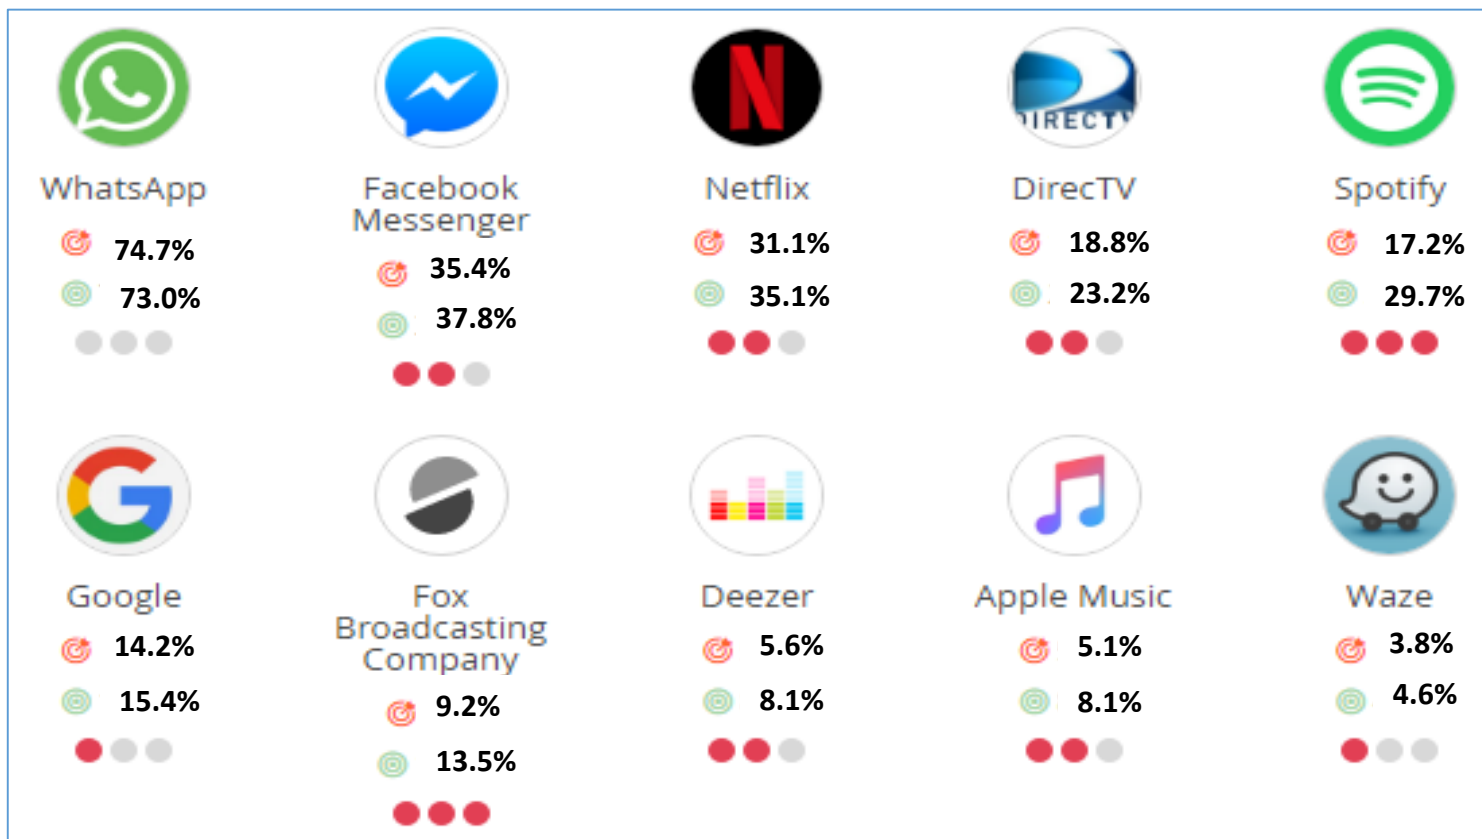 DIRECTV
WhatsApp
74.7%
73.0%
Facebook
Messenger
35.4%
37.8%
Netflix
31.1%
35.1%
DirecTV
18.8%
23.2%
Spotify
17.2%
29.7%
Google
14.2%
15.4%
Fox
Broadcasting
Company
9.2%
13.5%
Deezer
5.6%
8.1%
Apple Music
5.1%
8.1%
Waze
3.8%
4.6%